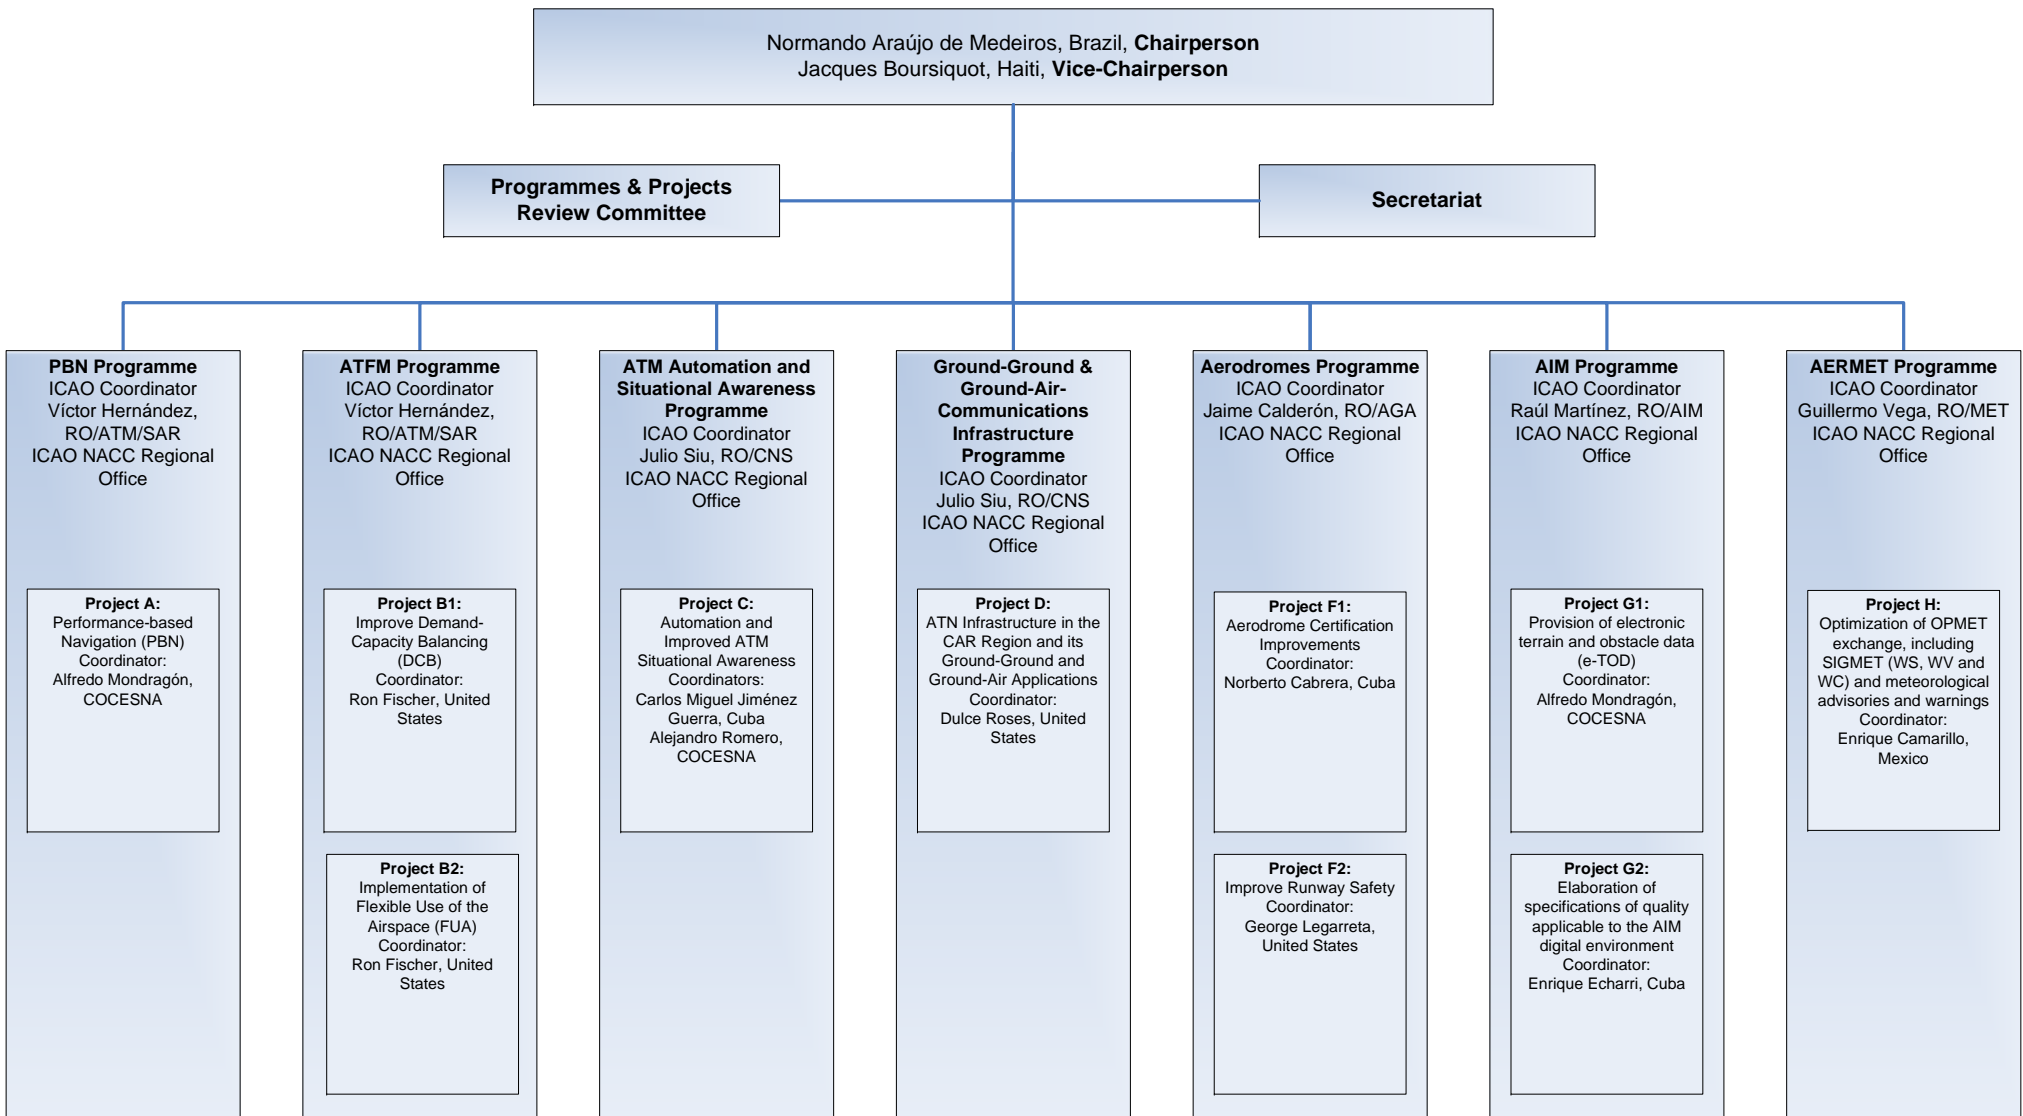 Normando Araújo de Medeiros, Brazil, Chairperson
Jacques Boursiquot, Haiti, Vice-Chairperson
Programmes & Projects
Review Committee
Secretariat
PBN Programme
ICAO Coordinator
Víctor Hernández,
RO/ATM/SAR
ICAO NACC Regional
Office
Project A:
Performance-based
Navigation (PBN)
Coordinator:
Alfredo Mondragón,
COCESNA
ATFM Programme
ICAO Coordinator
Víctor Hernández,
RO/ATM/SAR
ICAO NACC Regional
Office
Project B1:
Improve Demand-
Capacity Balancing
(DCB)
Coordinator:
Ron Fischer, United
States
Project B2:
Implementation of
Flexible Use of the
Airspace (FUA)
Coordinator:
Ron Fischer, United
States
ATM Automation and
Situational Awareness
Programme
ICAO Coordinator
Julio Siu, RO/CNS
ICAO NACC Regional
Office
Project C:
Automation and
Improved ATM
Situational Awareness
Coordinators:
Carlos Miguel Jiménez
Guerra, Cuba
Alejandro Romero,
COCESNA
Ground-Ground &
Ground-Air-
Communications
Infrastructure
Programme
ICAO Coordinator
Julio Siu, RO/CNS
ICAO NACC Regional
Office
Project D:
ATN Infrastructure in the
CAR Region and its
Ground-Ground and
Ground-Air Applications
Coordinator:
Dulce Roses, United
States
Aerodromes Programme
ICAO Coordinator
Jaime Calderón, RO/AGA
ICAO NACC Regional
Office
Project F1:
Aerodrome Certification
Improvements
Coordinator:
Norberto Cabrera, Cuba
Project F2:
Improve Runway Safety
Coordinator:
George Legarreta,
United States
AIM Programme
ICAO Coordinator
Raúl Martínez, RO/AIM
ICAO NACC Regional
Office
Project G1:
Provision of electronic
terrain and obstacle data
(e-TOD)
Coordinator:
Alfredo Mondragón,
COCESNA
Project G2:
Elaboration of
specifications of quality
applicable to the AIM
digital environment
Coordinator:
Enrique Echarri, Cuba
AERMET Programme
ICAO Coordinator
Guillermo Vega, RO/MET
ICAO NACC Regional
Office
Project H:
Optimization of OPMET
exchange, including
SIGMET (WS, WV and
WC) and meteorological
advisories and warnings
Coordinator:
Enrique Camarillo,
Mexico